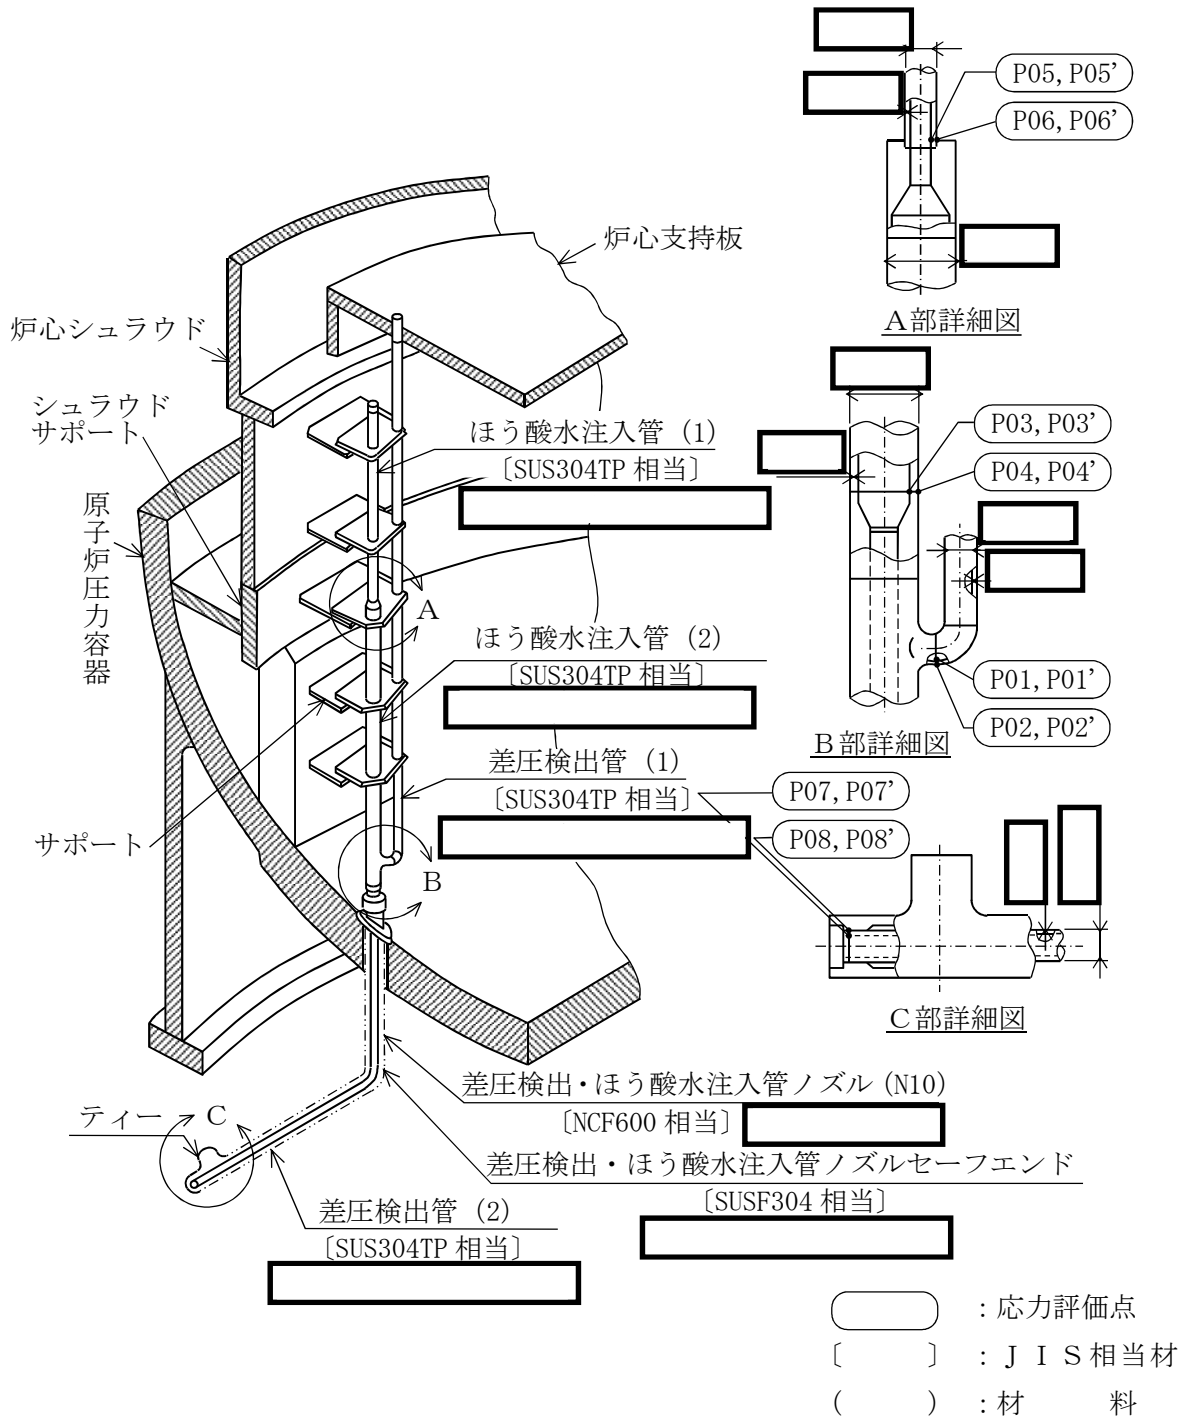 P05, P05’
P06, P06’
A部詳細図
炉心支持板
炉心シュラウド
シュラウド
サポート
原子炉圧力容器
ほう酸水注入管 (1)
〔SUS304TP 相当〕
P03, P03’
P04, P04’
A
ほう酸水注入管 (2)
〔SUS304TP 相当〕
P01, P01’
P02, P02’
B部詳細図
差圧検出管 (1)
〔SUS304TP 相当〕
P07, P07’
P08, P08’
サポート
B
C部詳細図
差圧検出・ほう酸水注入管ノズル (N10)
〔NCF600 相当〕
ティー
C
差圧検出・ほう酸水注入管ノズルセーフエンド
〔SUSF304 相当〕
差圧検出管 (2)
〔SUS304TP 相当〕
：応力評価点
〔　　〕：ＪＩＳ相当材
(　　)：材　　料